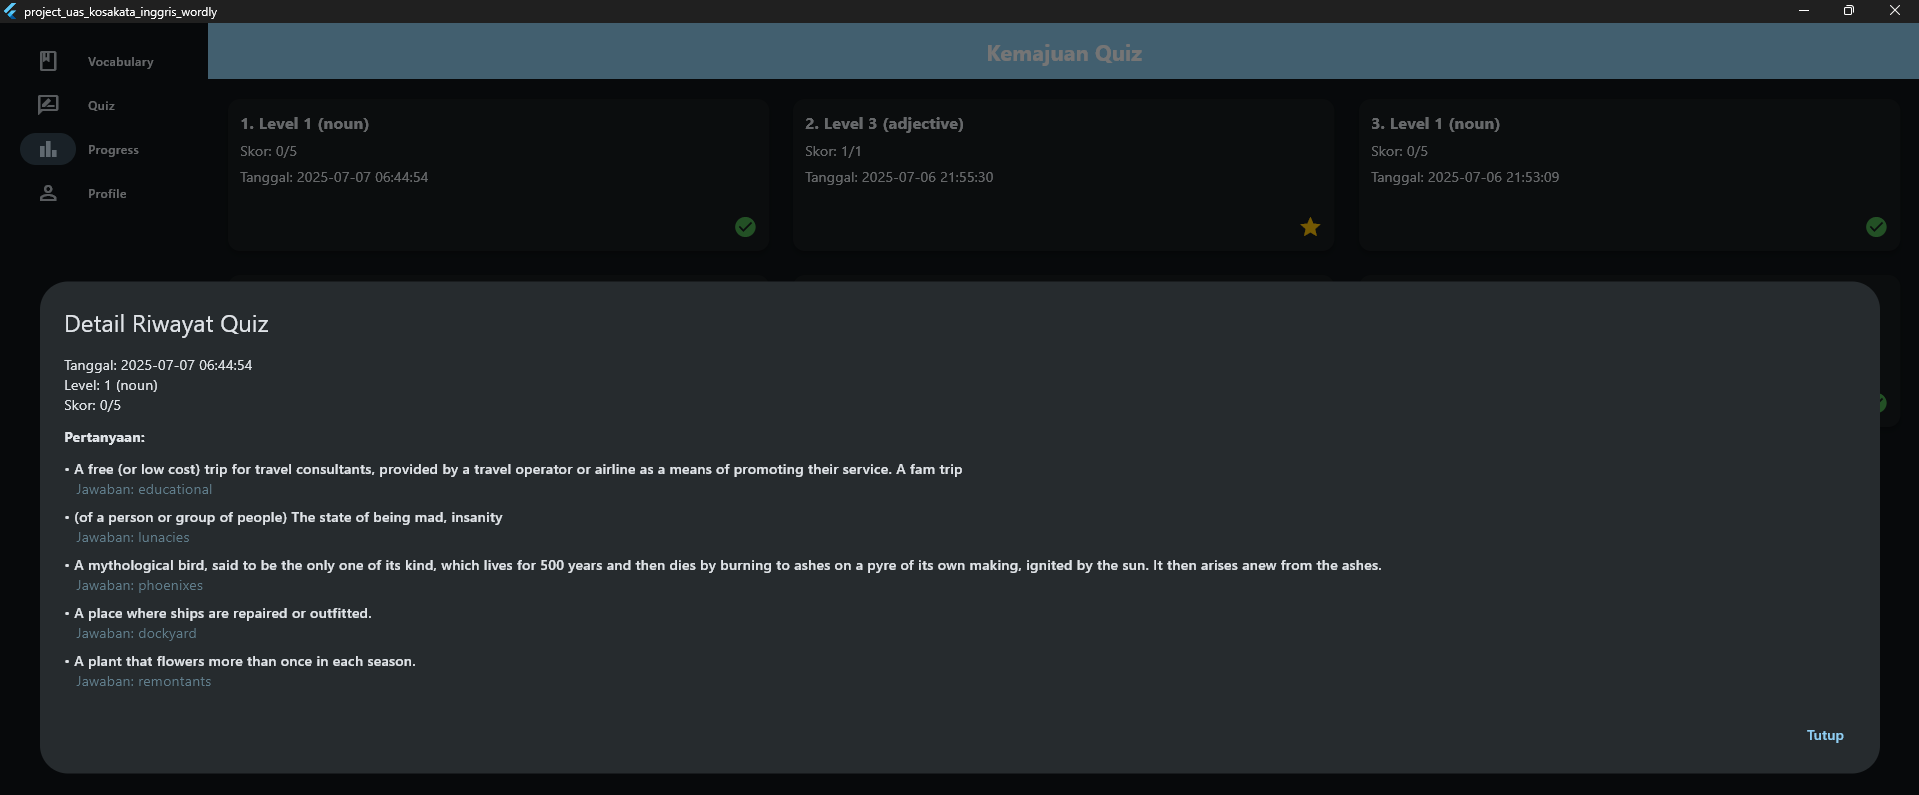 project_uas_kosakata_inggris_wordly
Vocabulary
Quiz
Progress
Profile
Kemajuan Quiz
1. Level 1 (noun)
Skor: 0/5
Tanggal: 2025-07-07 06:44:54
2. Level 3 (adjective)
Skor: 1/1
Tanggal: 2025-07-06 21:55:30
3. Level 1 (noun)
Skor: 0/5
Tanggal: 2025-07-06 21:53:09
Detail Riwayat Quiz
Tanggal: 2025-07-07 06:44:54
Level: 1 (noun)
Skor: 0/5
Pertanyaan:
• A free (or low cost) trip for travel consultants, provided by a travel operator or airline as a means of promoting their service. A fam trip
Jawaban: educational
• (of a person or group of people) The state of being mad, insanity
Jawaban: lunacies
• A mythological bird, said to be the only one of its kind, which lives for 500 years and then dies by burning to ashes on a pyre of its own making, ignited by the sun. It then arises anew from the ashes.
Jawaban: phoenixes
• A place where ships are repaired or outfitted.
Jawaban: dockyard
• A plant that flowers more than once in each season.
Jawaban: remontants
Tutup